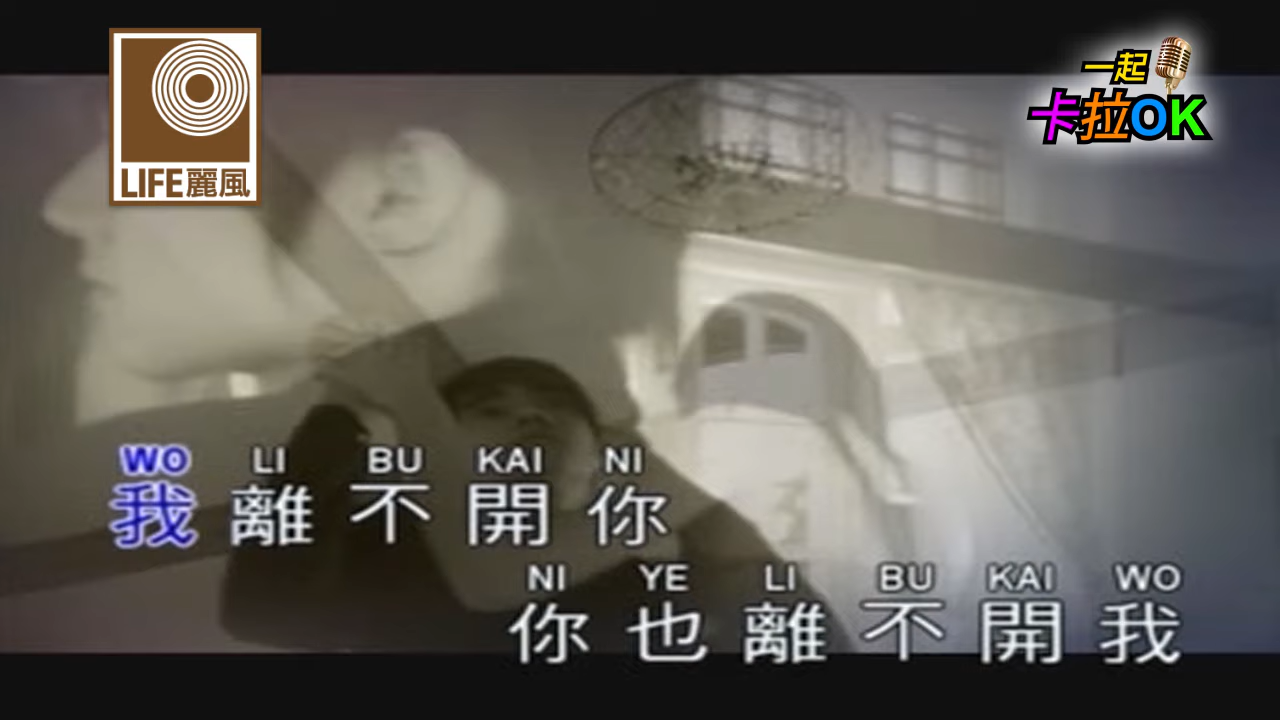 LIFE麗風
一起
卡拉OK
WO LI BU KAI NI
我離不開你
NI YE LI BU KAI WO
你也離不開我